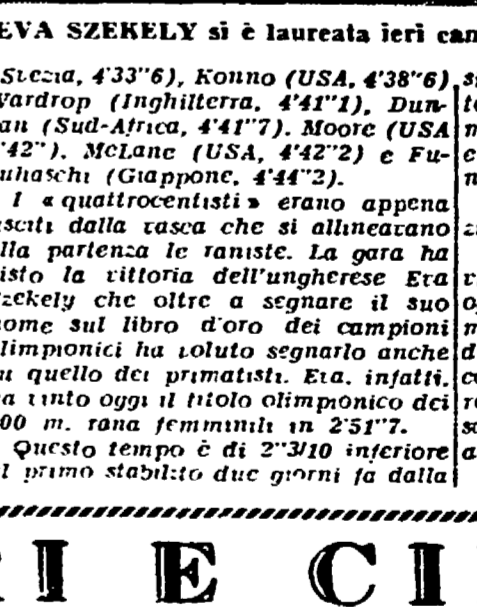 EVA SZEKELY si è laureata ieri cam
Svezia, 4'33"6), Konno (USA, 4'38"6)
Wardrop (Inghilterra, 4'41"1), Dun-
can (Sud-Africa, 4'41"7). Moore (USA
4'42"), McLane (USA, 4'42"2) e Fu-
ruhaschi (Giappone, 4'44"2).
I « quattrocentisti » erano appena
usciti dalla vasca che si allineavano
alla partenza le raniste. La gara ha
visto la vittoria dell'ungherese Eva
Szekely che oltre a segnare il suo
nome sul libro d'oro dei campioni
olimpionici ha voluto segnarlo anche
su quello dei primatisti. Eva, infatti,
ha vinto oggi il titolo olimpionico dei
200 m. rana femminili in 2'51"7.
Questo tempo è di 2"3/10 inferiore
al primo stabilito due giorni fa dalla
RI E CI